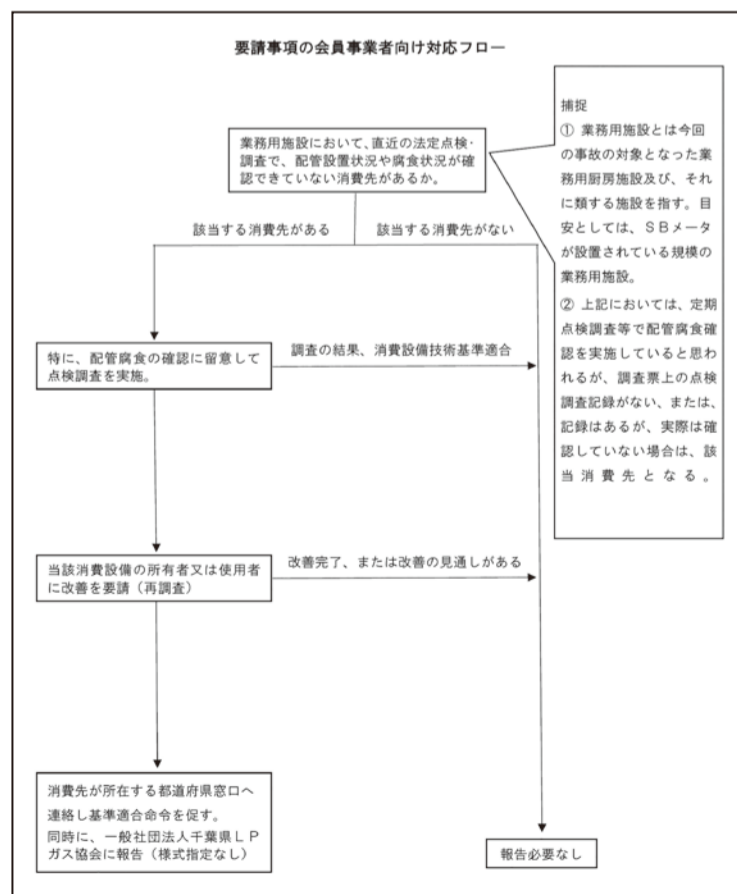 要請事項の会員事業者向け対応フロー
業務用施設において、直近の法定点検・
調査で、配管設置状況や腐食状況が確
認できていない消費先があるか。
捕捉
① 業務用施設とは今回
の事故の対象となった業
務用厨房施設及び、それ
に類する施設を指す。目
安としては、ＳＢメータ
が設置されている規模の
業務用施設。
② 上記においては、定期
点検調査等で配管腐食確
認を実施していると思わ
れるが、調査票上の点検
調査記録がない、または、
記録はあるが、実際は確
認していない場合は、該
当消費先となる。
該当する消費先がある
該当する消費先がない
特に、配管腐食の確認に留意して
点検調査を実施。
調査の結果、消費設備技術基準適合
当該消費設備の所有者又は使用者
に改善を要請（再調査）
改善完了、または改善の見通しがある
消費先が所在する都道府県窓口へ
連絡し基準適合命令を促す。
同時に、一般社団法人千葉県ＬＰ
ガス協会に報告（様式指定なし）
報告必要なし